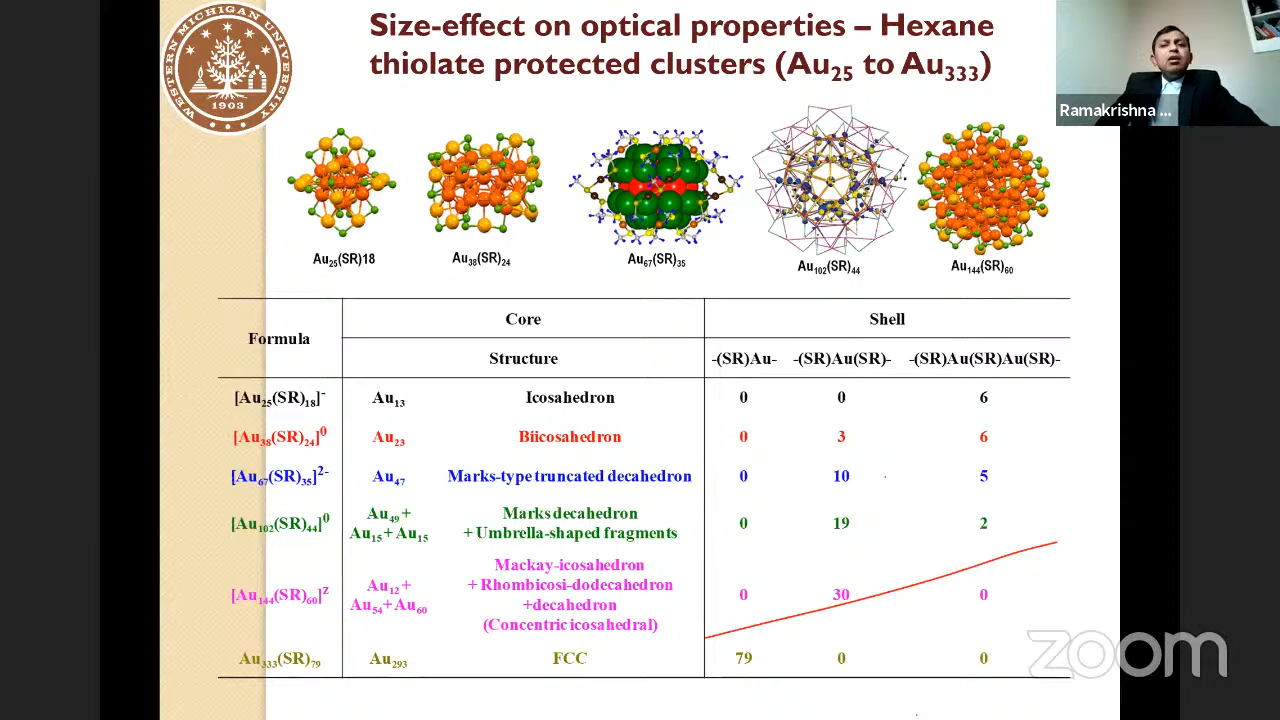 Size-effect on optical properties – Hexane
thiolate protected clusters (Au25 to Au333)
WESTERN MICHIGAN UNIVERSITY
1903
Ramakrishna ...
Au25(SR)18
Au38(SR)24
Au67(SR)35
Au102(SR)44
Au144(SR)60
Formula
Core
Shell
Structure
-(SR)Au-
-(SR)Au(SR)-
-(SR)Au(SR)Au(SR)-
[Au25(SR)18]-
Au13
Icosahedron
0
0
6
[Au38(SR)24]0
Au23
Biicosahedron
0
3
6
[Au67(SR)35]2-
Au47
Marks-type truncated decahedron
0
10
5
[Au102(SR)44]0
Au49 +
Au15 + Au15
Marks decahedron
+ Umbrella-shaped fragments
0
19
2
[Au144(SR)60]z
Au12 +
Au54 + Au60
Mackay-icosahedron
+ Rhombicosi-dodecahedron
+decahedron
(Concentric icosahedral)
0
30
0
Au333(SR)79
Au293
FCC
79
0
0
zoom